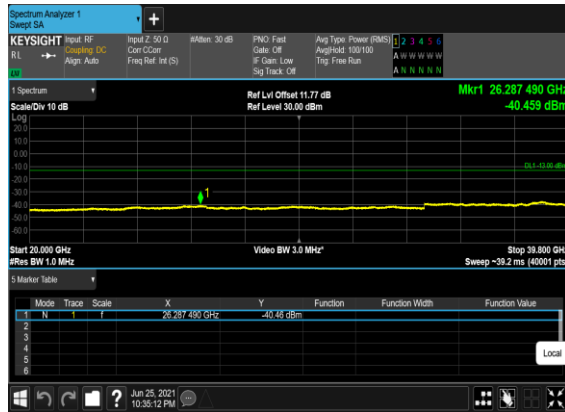 Spectrum Analyzer 1
Swept SA
+
KEYSIGHT Input: RF Input Z: 50 Ω #Atten: 30 dB PNO: Fast Avg Type: Power (RMS) 1 2 3 4 5 6
RL Coupling: DC Corr CCorr Gate: Off Avg|Hold: 100/100 A W W W W W
Align: Auto Freq Ref: Int (S) IF Gain: Low Trig: Free Run
Sig Track: Off A N N N N N
LU
1 Spectrum Ref Lvl Offset 11.77 dB Mkr1 26.287 490 GHz
Scale/Div 10 dB Ref Level 30.00 dBm -40.459 dBm
Log
20.0
10.0
0.00
-10.0 DL1 -13.00 dBm
-20.0
-30.0
1
-40.0
-50.0
-60.0
Start 20.000 GHz Video BW 3.0 MHz* Stop 39.800 GHz
#Res BW 1.0 MHz Sweep ~39.2 ms (40001 pts)
5 Marker Table
Mode Trace Scale X Y Function Function Width Function Value
1 N 1 f 26.287 490 GHz -40.46 dBm
2
3
4
5
6
Local
? Jun 25, 2021
10:35:12 PM